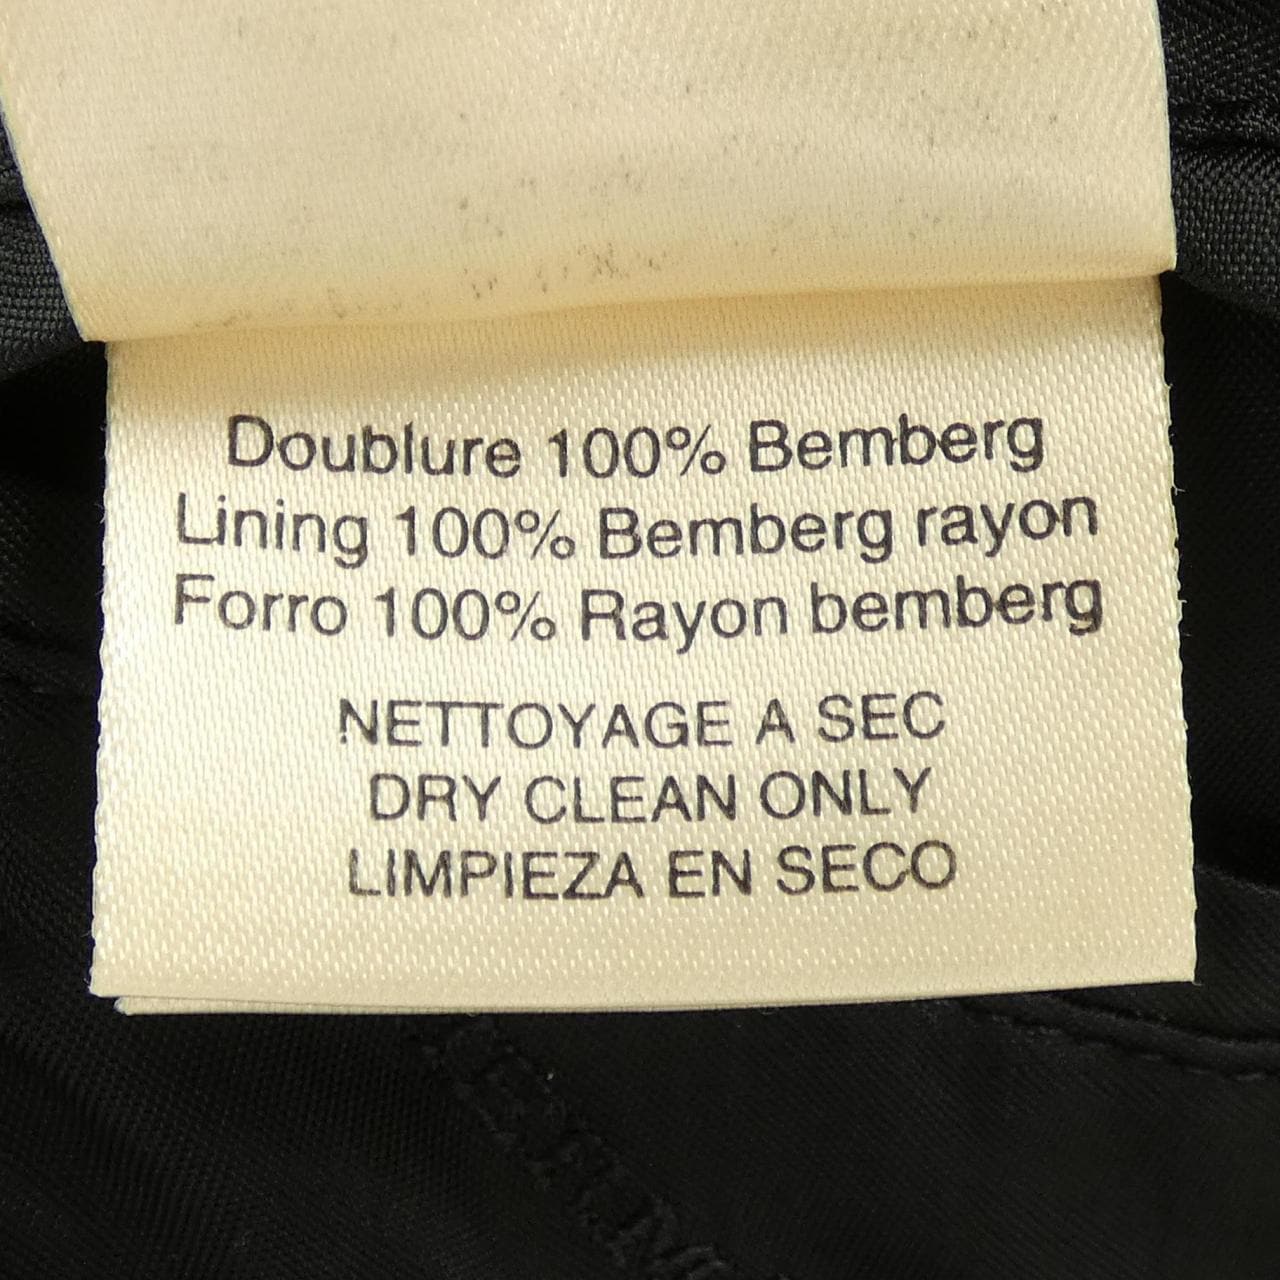 Doublure 100% Bemberg
Lining 100% Bemberg rayon
Forro 100% Rayon bemberg
NETTOYAGE A SEC
DRY CLEAN ONLY
LIMPIEZA EN SECO